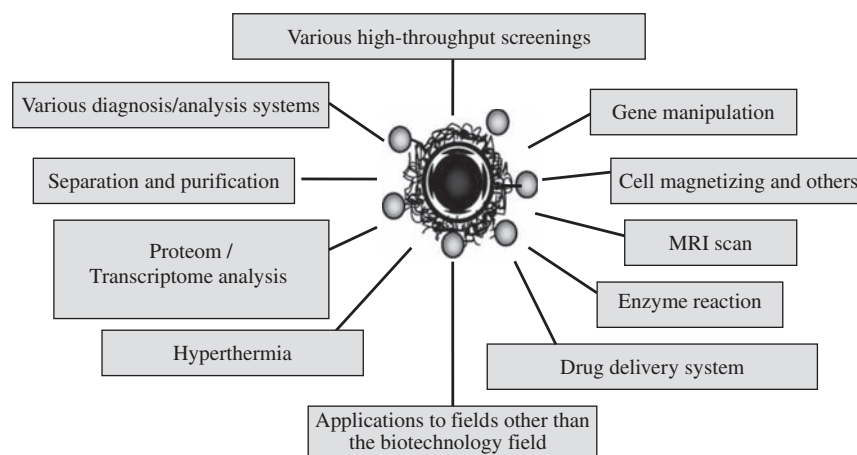 Various high-throughput screenings
Various diagnosis/analysis systems
Gene manipulation
Separation and purification
Cell magnetizing and others
Proteom /
Transcriptome analysis
MRI scan
Enzyme reaction
Hyperthermia
Drug delivery system
Applications to fields other than
the biotechnology field